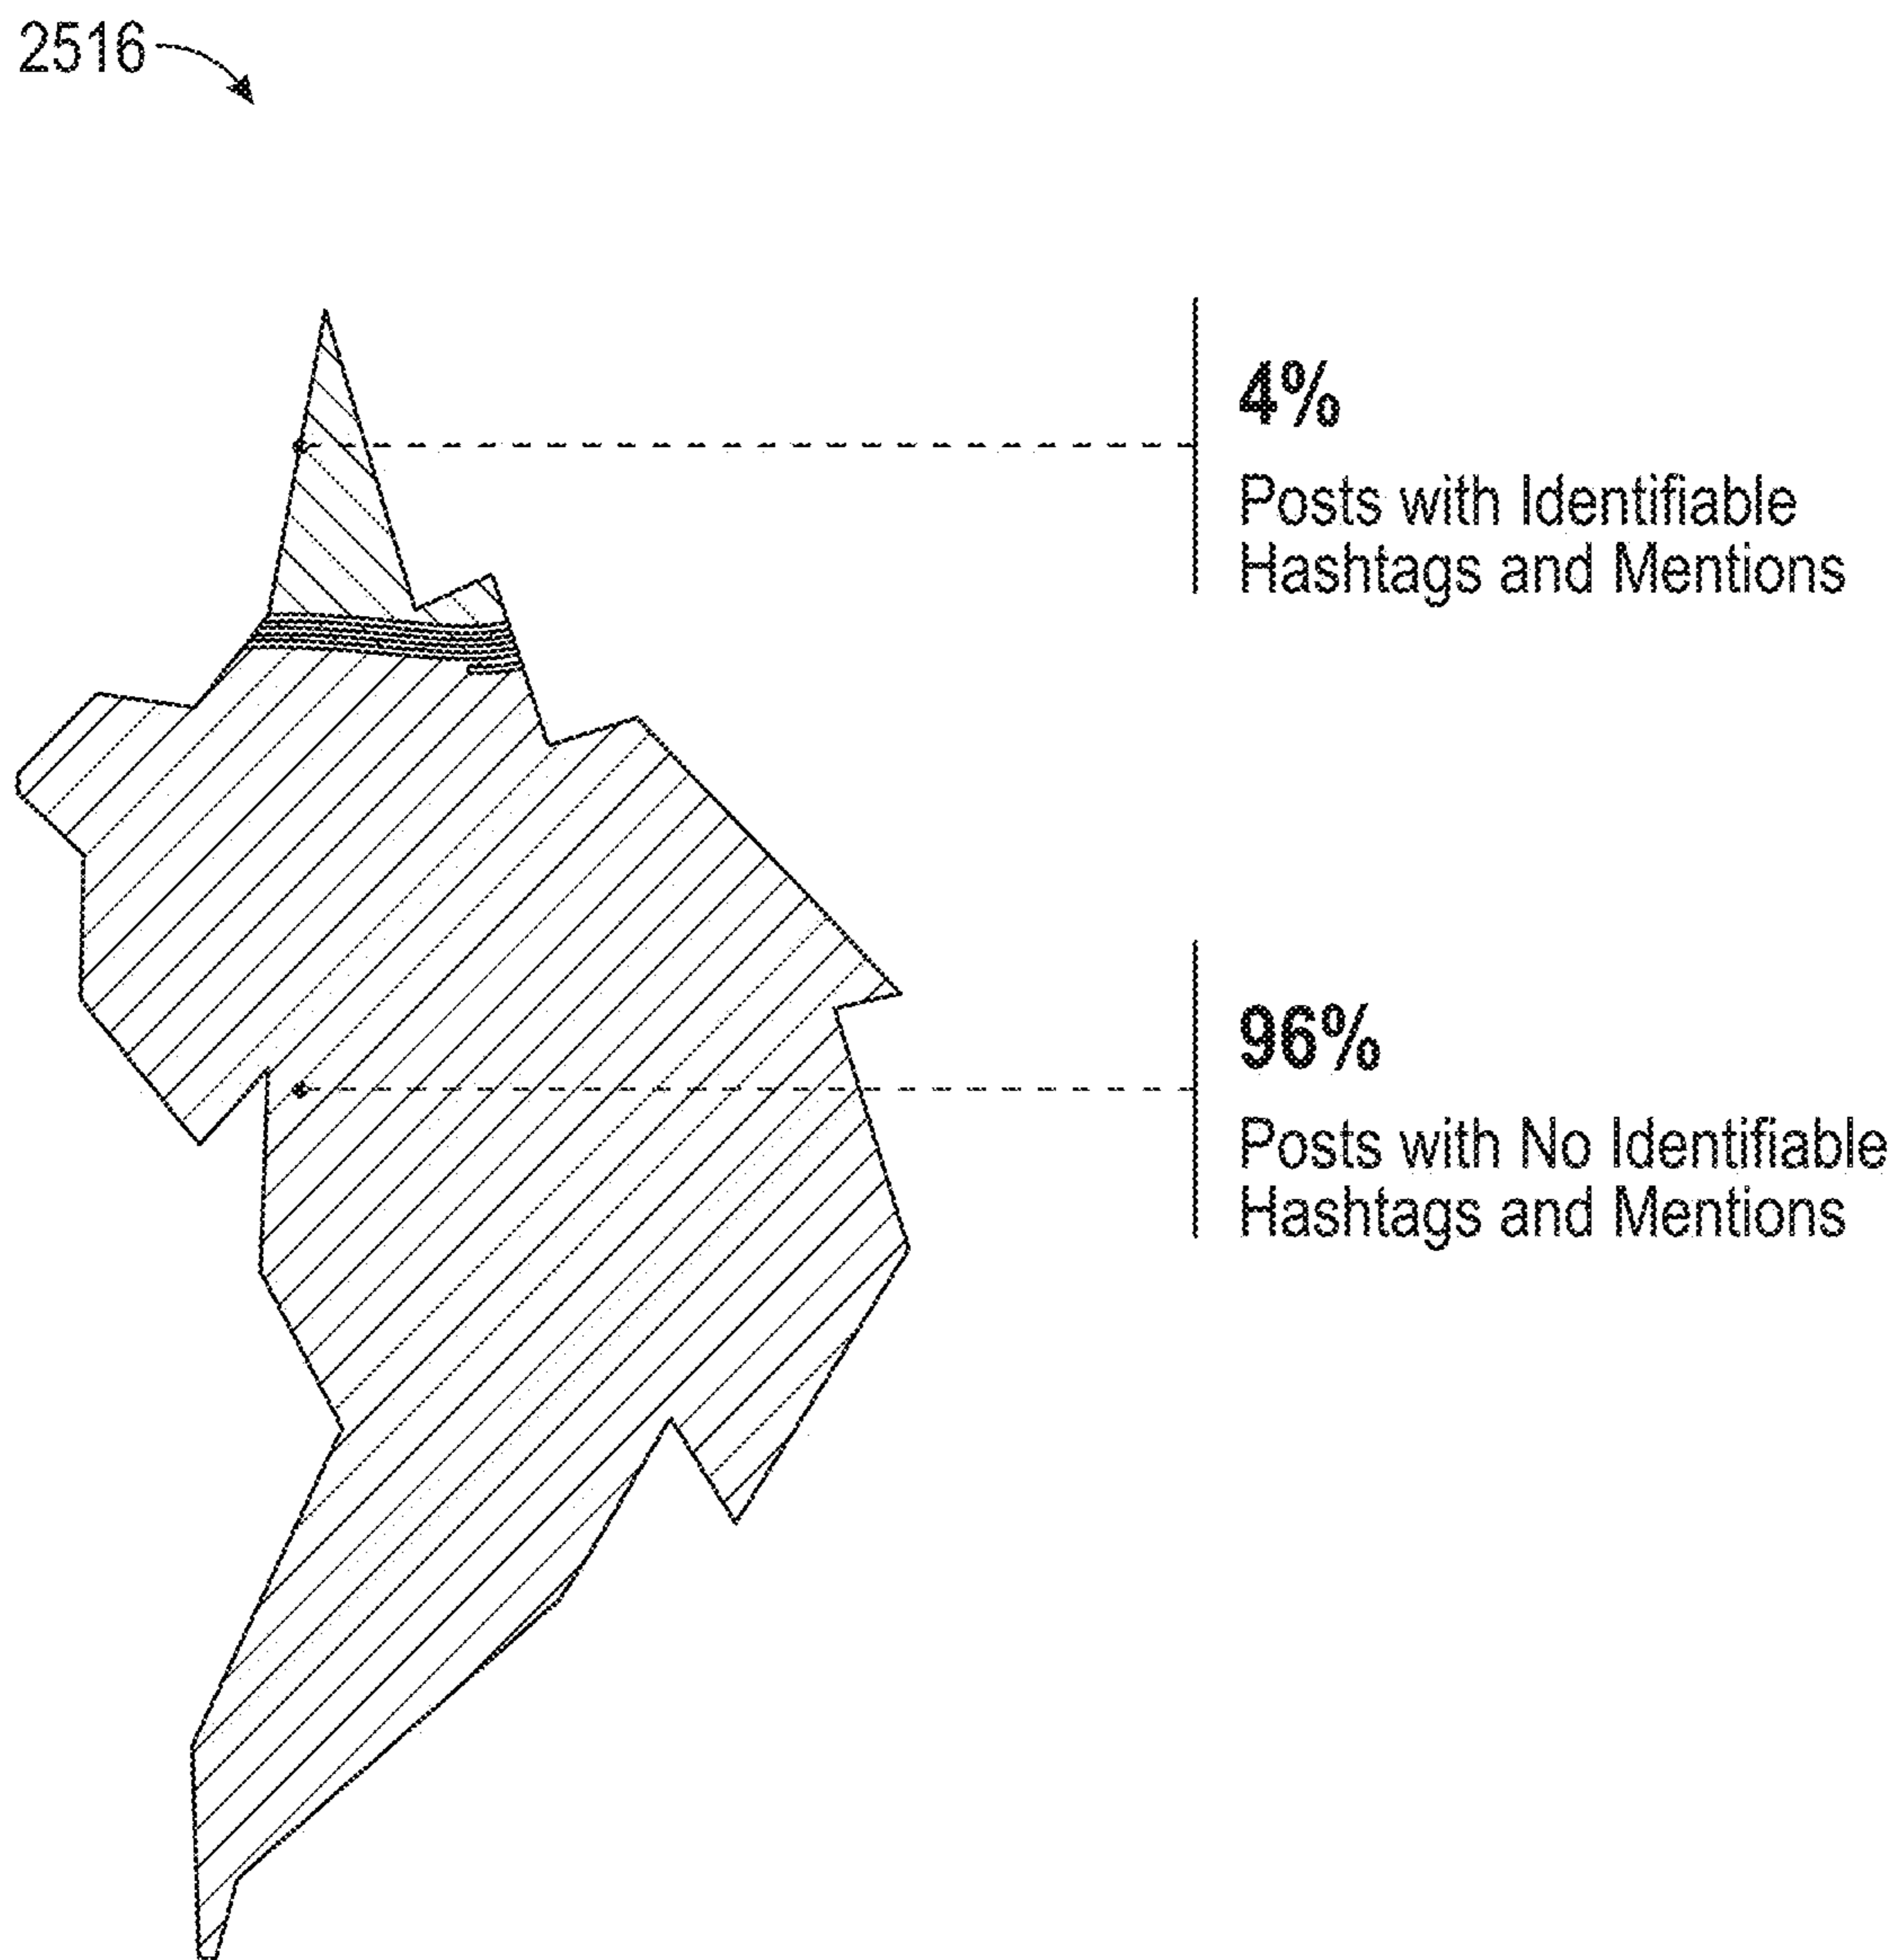 2516
4%
Posts with Identifiable
Hashtags and Mentions
96%
Posts with No Identifiable
Hashtags and Mentions